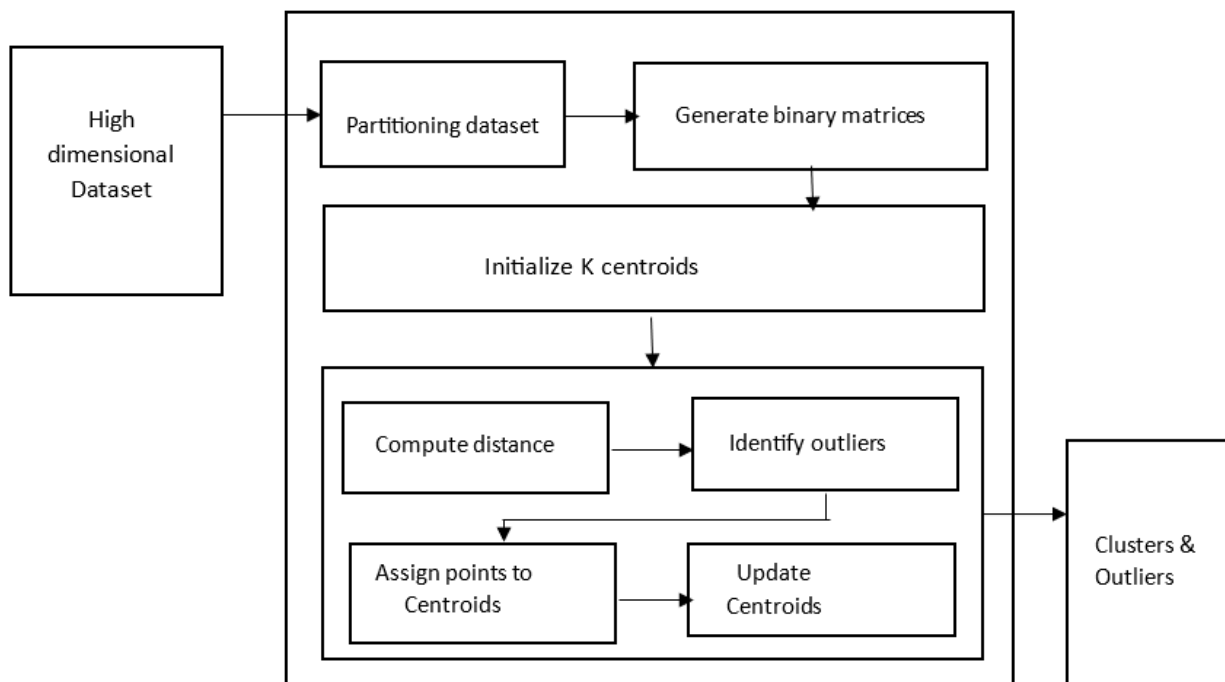 High
dimensional
Dataset
Partitioning dataset
Generate binary matrices
Initialize K centroids
Compute distance
Identify outliers
Assign points to
Centroids
Update
Centroids
Clusters &
Outliers